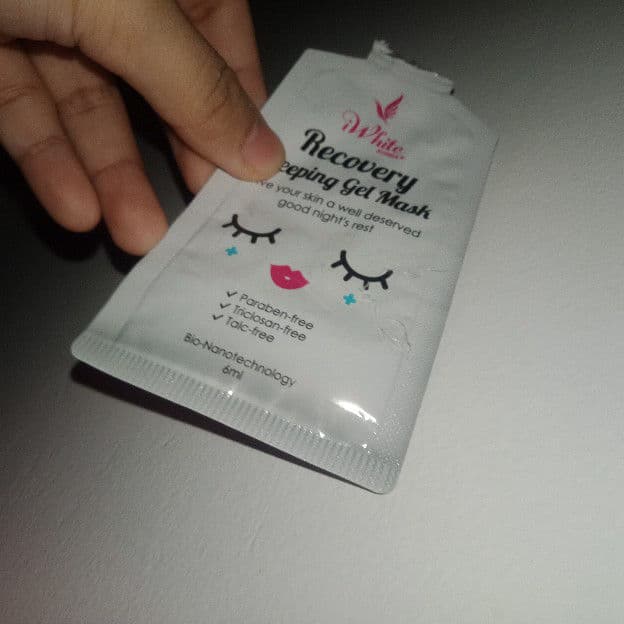 iWhite
Recovery
eeping Gel Mask
ve your skin a well deserved
good night's rest
✓ Paraben-free
✓ Triclosan-free
✓ Talc-free
Bio-Nanotechnology
6ml